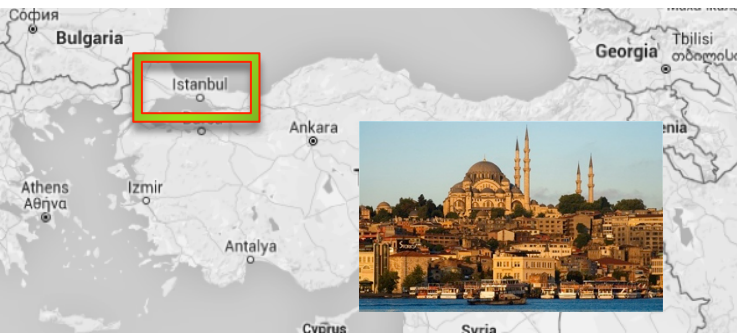 София
Bulgaria
Istanbul
Georgia
Tbilisi
Ankara
Athens
Αθήνα
Izmir
Antalya
Cyprus
Syria